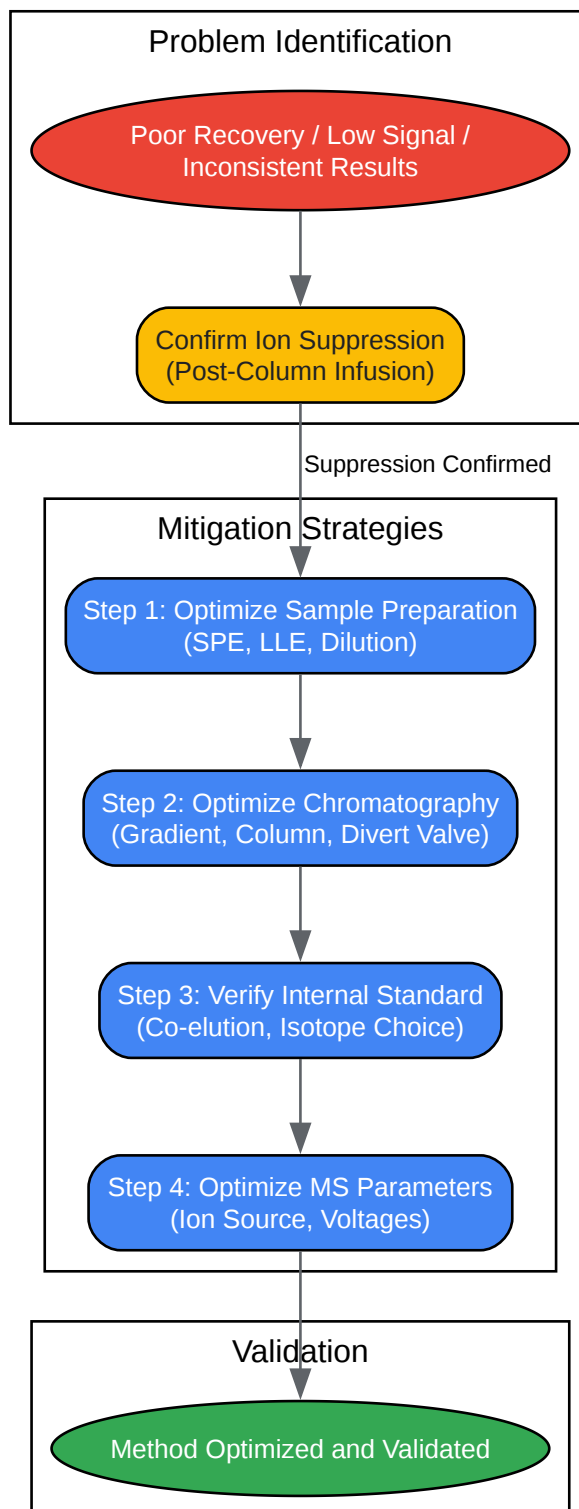 Problem Identification
Poor Recovery / Low Signal /
Inconsistent Results
Confirm Ion Suppression
(Post-Column Infusion)
Suppression Confirmed
Mitigation Strategies
Step 1: Optimize Sample Preparation
(SPE, LLE, Dilution)
Step 2: Optimize Chromatography
(Gradient, Column, Divert Valve)
Step 3: Verify Internal Standard
(Co-elution, Isotope Choice)
Step 4: Optimize MS Parameters
(Ion Source, Voltages)
Validation
Method Optimized and Validated